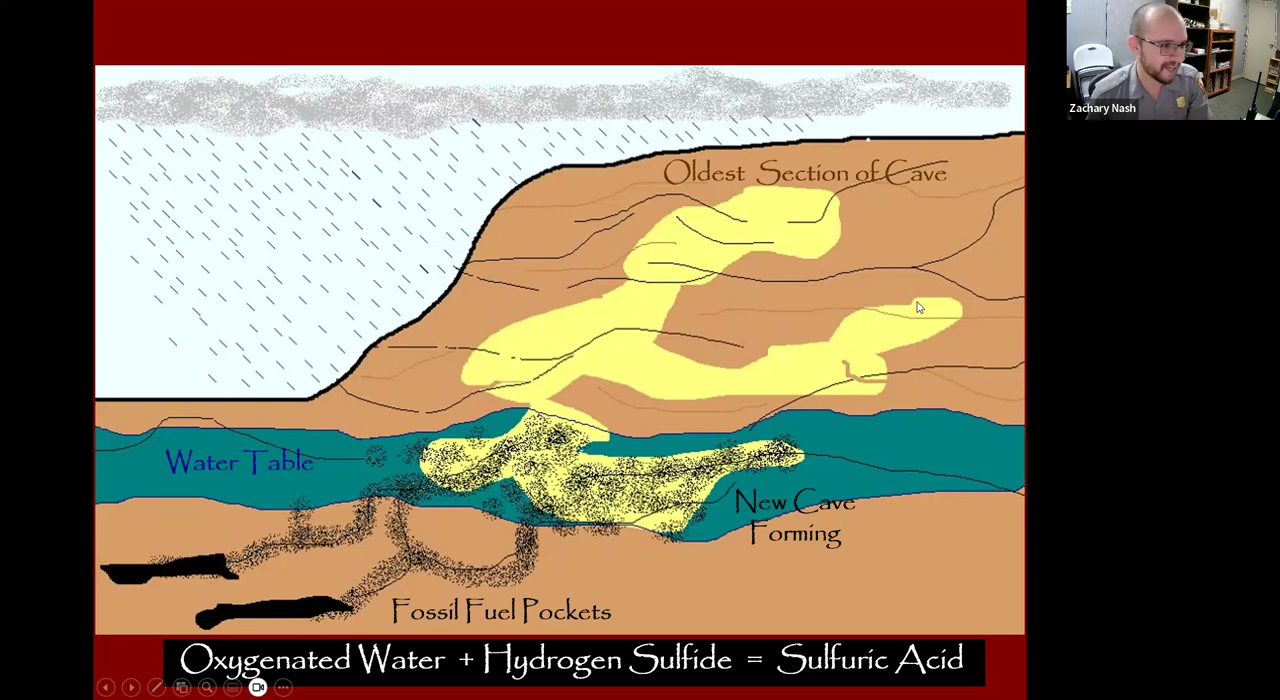 Zachary Nash
Oldest Section of Cave
Water Table
New Cave
Forming
Fossil Fuel Pockets
Oxygenated Water + Hydrogen Sulfide = Sulfuric Acid